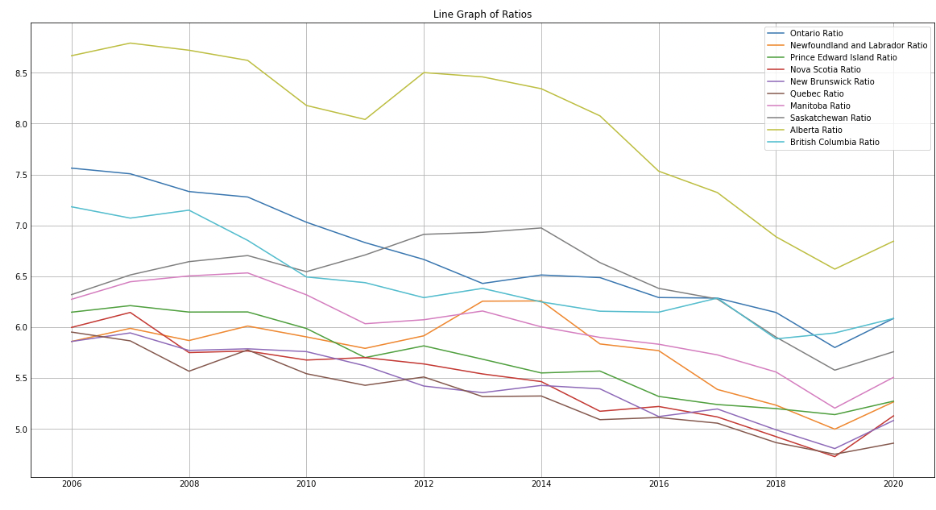 Line Graph of Ratios
Ontario Ratio
Newfoundland and Labrador Ratio
Prince Edward Island Ratio
Nova Scotia Ratio
New Brunswick Ratio
Quebec Ratio
Manitoba Ratio
Saskatchewan Ratio
Alberta Ratio
British Columbia Ratio
8.5
8.0
7.5
7.0
6.5
6.0
5.5
5.0
2006 2008 2010 2012 2014 2016 2018 2020